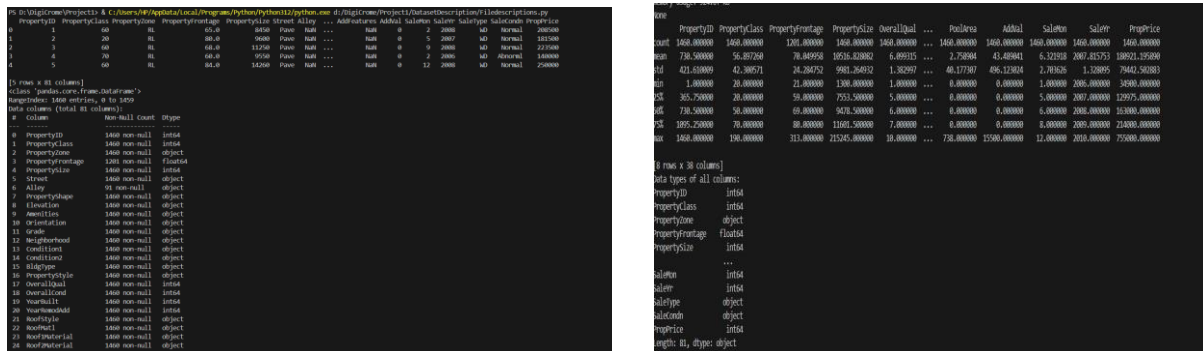 PS D:\DigiCrome\Project1> & C:/Users/HP/AppData/Local/Programs/Python/Python312/python.exe d:/DigiCrome/Project1/DatasetDescription/Filedescriptions.py
PropertyID PropertyClass PropertyZone PropertyFrontage PropertySize Street Alley ... AddFeatures AddVal SaleMon SaleYr SaleType SaleCondn PropPrice
0 1 60 RL 65.0 8450 Pave NaN ... NaN 0 2 2008 WD Normal 208500
1 2 20 RL 80.0 9600 Pave NaN ... NaN 0 5 2007 WD Normal 181500
2 3 60 RL 68.0 11250 Pave NaN ... NaN 0 9 2008 WD Normal 223500
3 4 70 RL 60.0 9550 Pave NaN ... NaN 0 2 2006 WD Abnorml 140000
4 5 60 RL 84.0 14260 Pave NaN ... NaN 0 12 2008 WD Normal 250000
[5 rows x 81 columns]
<class 'pandas.core.frame.DataFrame'>
RangeIndex: 1460 entries, 0 to 1459
Data columns (total 81 columns):
# Column Non-Null Count Dtype
0 PropertyID 1460 non-null int64
1 PropertyClass 1460 non-null int64
2 PropertyZone 1460 non-null object
3 PropertyFrontage 1201 non-null float64
4 PropertySize 1460 non-null int64
5 Street 1460 non-null object
6 Alley 91 non-null object
7 PropertyShape 1460 non-null object
8 Elevation 1460 non-null object
9 Amenities 1460 non-null object
10 Orientation 1460 non-null object
11 Grade 1460 non-null object
12 Neighborhood 1460 non-null object
13 Condition1 1460 non-null object
14 Condition2 1460 non-null object
15 BldgType 1460 non-null object
16 PropertyStyle 1460 non-null object
17 OverallQual 1460 non-null int64
18 OverallCond 1460 non-null int64
19 YearBuilt 1460 non-null int64
20 YearRemodAdd 1460 non-null int64
21 RoofStyle 1460 non-null object
22 RoofMatl 1460 non-null object
23 Roof1Material 1460 non-null object
24 Roof2Material 1460 non-null object
None
PropertyID PropertyClass PropertyFrontage PropertySize OverallQual ... PoolArea AddVal SaleMon SaleYr PropPrice
count 1460.000000 1460.000000 1201.000000 1460.000000 1460.000000 ... 1460.000000 1460.000000 1460.000000 1460.000000 1460.000000
mean 730.500000 56.897260 70.049958 10516.828082 6.099315 ... 2.758904 43.489041 6.321918 2007.815753 180921.195890
std 421.610009 42.300571 24.284752 9981.264932 1.382997 ... 40.177307 496.123024 2.703626 1.328095 79442.502883
min 1.000000 20.000000 21.000000 1300.000000 1.000000 ... 0.000000 0.000000 1.000000 2006.000000 34900.000000
25% 365.750000 20.000000 59.000000 7553.500000 5.000000 ... 0.000000 0.000000 5.000000 2007.000000 129975.000000
50% 730.500000 50.000000 69.000000 9478.500000 6.000000 ... 0.000000 0.000000 6.000000 2008.000000 163000.000000
75% 1095.250000 70.000000 80.000000 11601.500000 7.000000 ... 0.000000 0.000000 8.000000 2009.000000 214000.000000
max 1460.000000 190.000000 313.000000 215245.000000 10.000000 ... 738.000000 15500.000000 12.000000 2010.000000 755000.000000
[8 rows x 38 columns]
Data types of all columns:
PropertyID int64
PropertyClass int64
PropertyZone object
PropertyFrontage float64
PropertySize int64
...
SaleMon int64
SaleYr int64
SaleType object
SaleCondn object
PropPrice int64
Length: 81, dtype: object